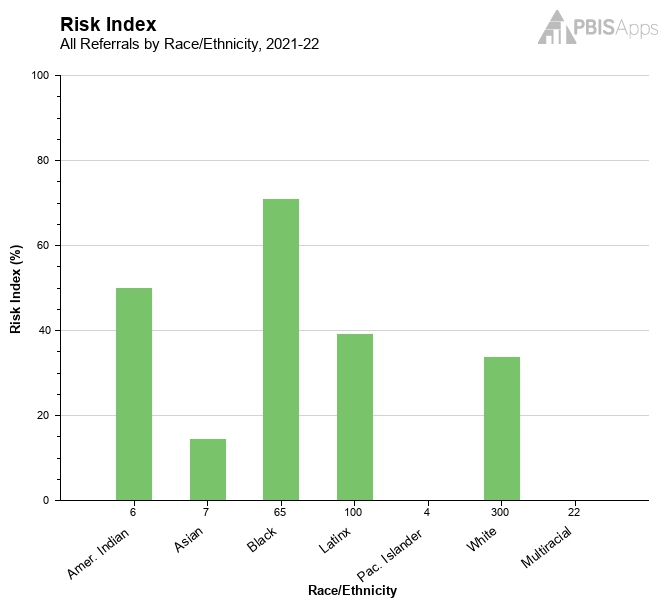 Risk Index
All Referrals by Race/Ethnicity, 2021-22
PBISApps
100
80
60
40
20
0
Risk Index (%)
6 7 65 100 4 300 22
Amer. Indian Asian Black Latinx Pac. Islander White Multiracial
Race/Ethnicity